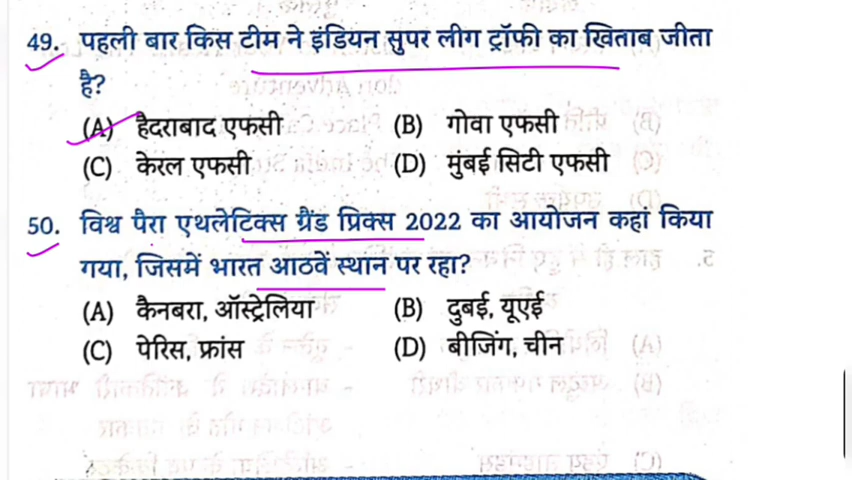 49. पहली बार किस टीम ने इंडियन सुपर लीग ट्रॉफी का खिताब जीता
है?
(A) हैदराबाद एफसी (B) गोवा एफसी
(C) केरल एफसी (D) मुंबई सिटी एफसी
50. विश्व पैरा एथलेटिक्स ग्रैंड प्रिक्स 2022 का आयोजन कहां किया
गया, जिसमें भारत आठवें स्थान पर रहा?
(A) कैनबरा, ऑस्ट्रेलिया (B) दुबई, यूएई
(C) पेरिस, फ्रांस (D) बीजिंग, चीन